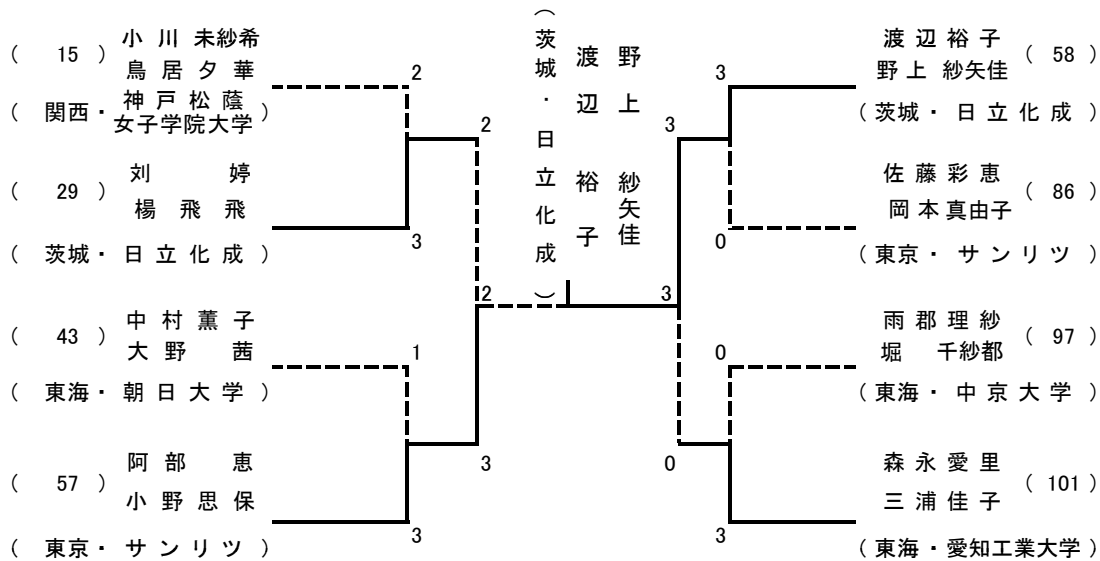 ( 15 ) 小川 未紗希
鳥居夕華
( 関西・ 神戸松蔭
女子学院大学 )
2
( 29 ) 刘 婷
楊飛飛
( 茨城・日立化成 )
3
2
( 43 ) 中村薫子
大野 茜
( 東海・朝日大学 )
1
( 57 ) 阿部 恵
小野思保
( 東京・サンリツ )
3
3
2
(茨城・日立化成)
渡辺 裕子
野上 紗矢佳
3
渡辺裕子
野上 紗矢佳 ( 58 )
( 茨城・日立化成 )
3
3
佐藤彩恵
岡本真由子 ( 86 )
( 東京・サンリツ )
0
雨郡理紗
堀 千紗都 ( 97 )
( 東海・中京大学 )
0
0
森永愛里
三浦佳子 ( 101 )
( 東海・愛知工業大学 )
3